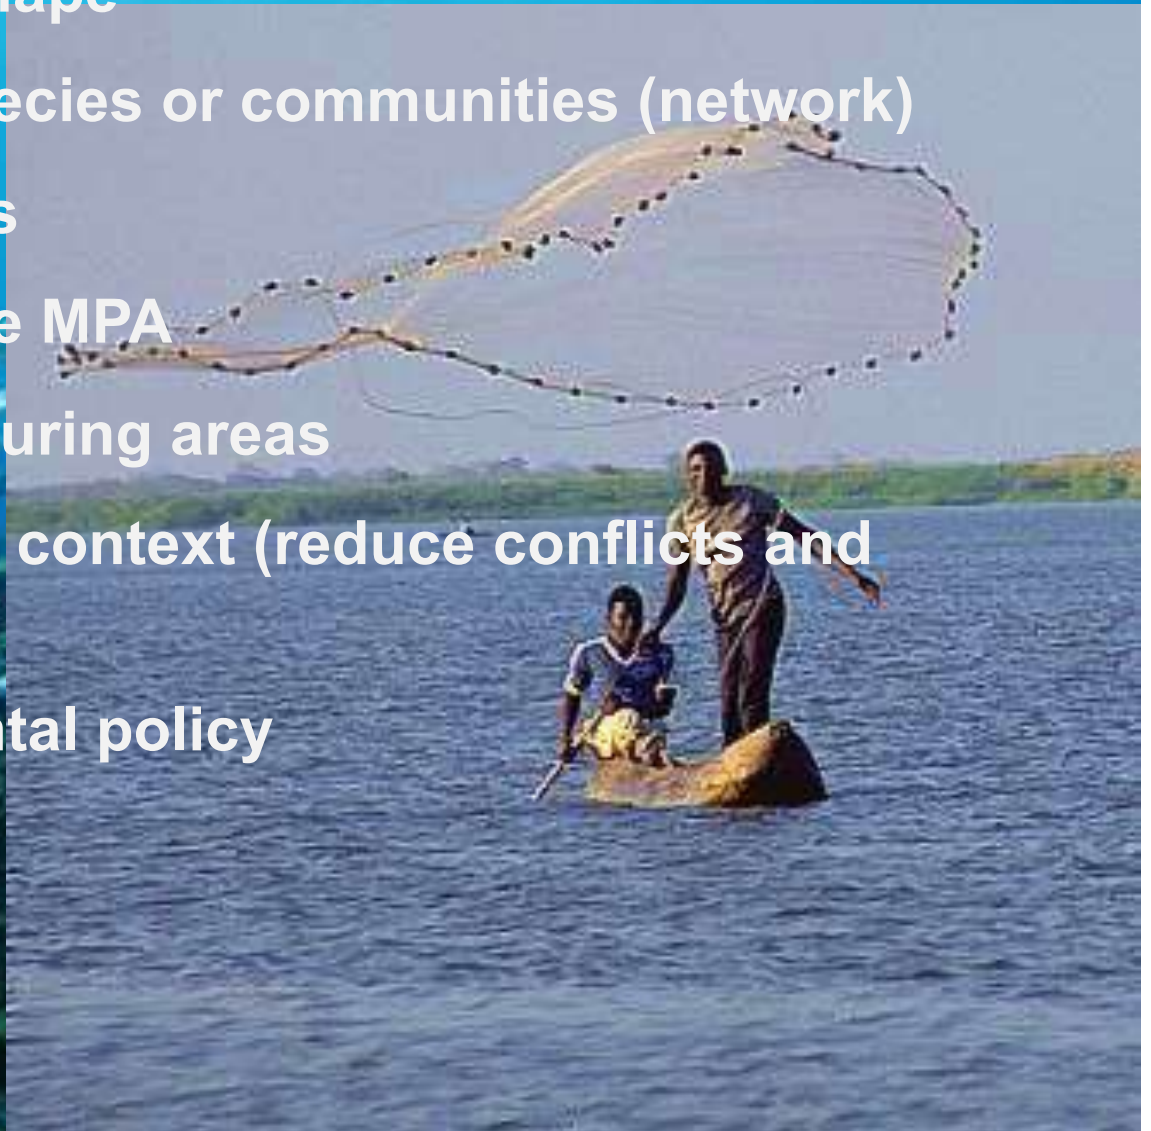 ecies or communities (network)
s
e MPA
uring areas
context (reduce conflicts and
tal policy